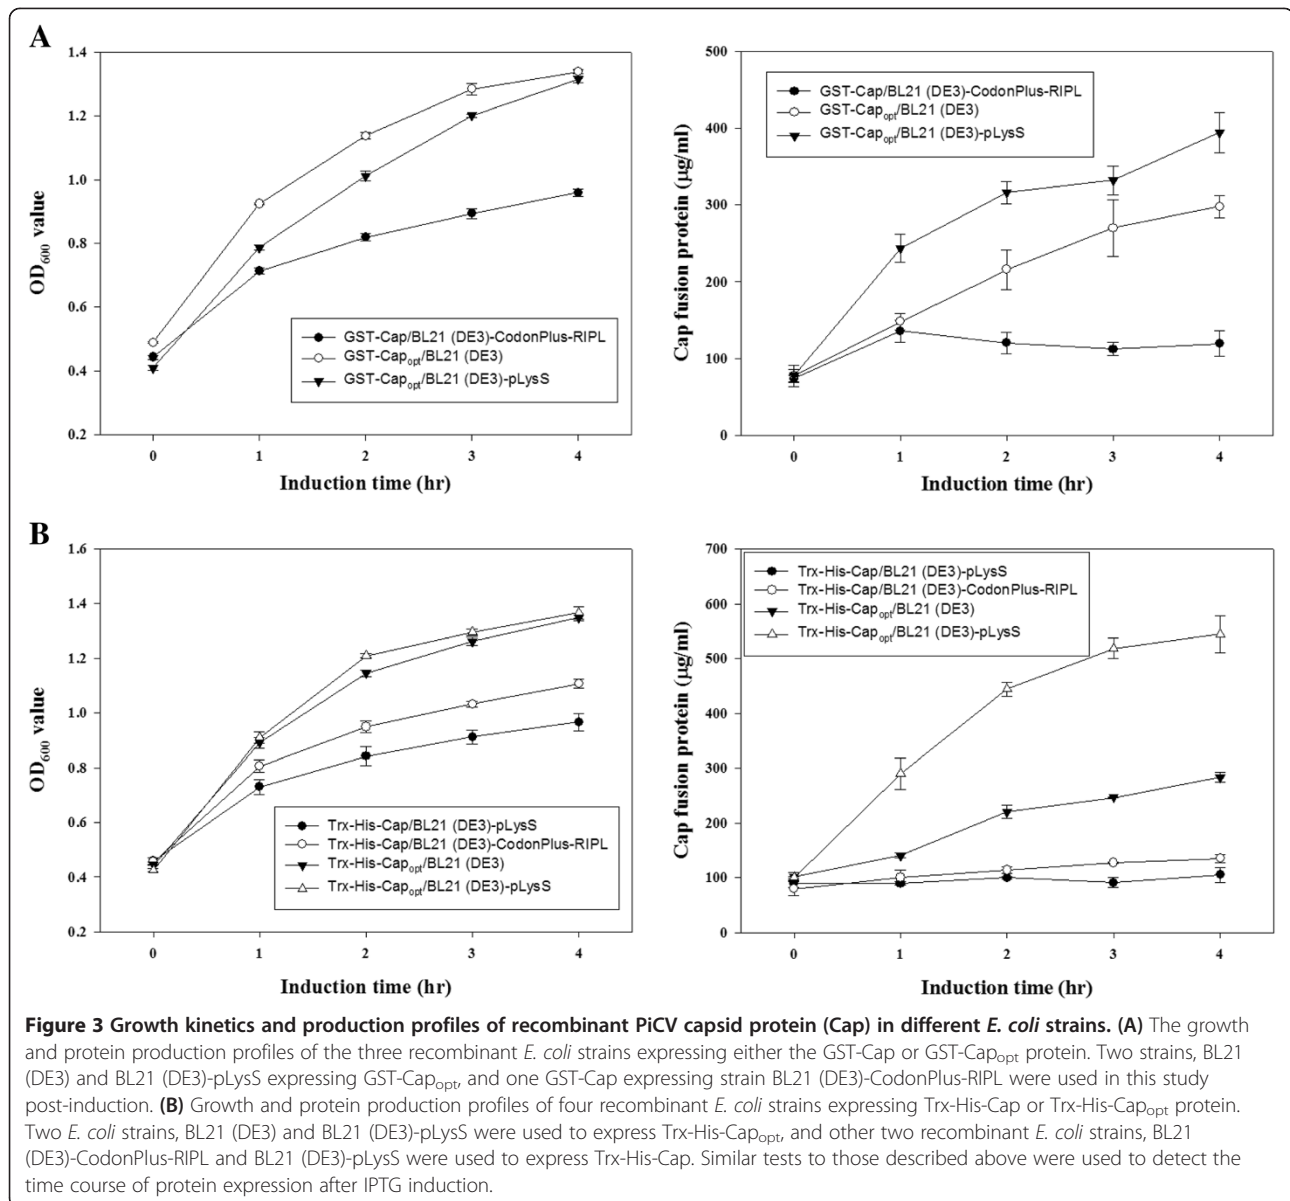 A
1.4
1.2
1.0
0.8
0.6
0.4
0.2
OD600 value
GST-Cap/BL21 (DE3)-CodonPlus-RIPL
GST-Capopt/BL21 (DE3)
GST-Capopt/BL21 (DE3)-pLysS
0 1 2 3 4
Induction time (hr)
500
400
300
200
100
0
Cap fusion protein (µg/ml)
GST-Cap/BL21 (DE3)-CodonPlus-RIPL
GST-Capopt/BL21 (DE3)
GST-Capopt/BL21 (DE3)-pLysS
0 1 2 3 4
Induction time (hr)
B
1.6
1.4
1.2
1.0
0.8
0.6
0.4
0.2
OD600 value
Trx-His-Cap/BL21 (DE3)-pLysS
Trx-His-Cap/BL21 (DE3)-CodonPlus-RIPL
Trx-His-Capopt/BL21 (DE3)
Trx-His-Capopt/BL21 (DE3)-pLysS
0 1 2 3 4
Induction time (hr)
700
600
500
400
300
200
100
0
Cap fusion protein (µg/ml)
Trx-His-Cap/BL21 (DE3)-pLysS
Trx-His-Cap/BL21 (DE3)-CodonPlus-RIPL
Trx-His-Capopt/BL21 (DE3)
Trx-His-Capopt/BL21 (DE3)-pLysS
0 1 2 3 4
Induction time (hr)
Figure 3 Growth kinetics and production profiles of recombinant PiCV capsid protein (Cap) in different E. coli strains. (A) The growth
and protein production profiles of the three recombinant E. coli strains expressing either the GST-Cap or GST-Capopt protein. Two strains, BL21
(DE3) and BL21 (DE3)-pLysS expressing GST-Capopt, and one GST-Cap expressing strain BL21 (DE3)-CodonPlus-RIPL were used in this study
post-induction. (B) Growth and protein production profiles of four recombinant E. coli strains expressing Trx-His-Cap or Trx-His-Capopt protein.
Two E. coli strains, BL21 (DE3) and BL21 (DE3)-pLysS were used to express Trx-His-Capopt, and other two recombinant E. coli strains, BL21
(DE3)-CodonPlus-RIPL and BL21 (DE3)-pLysS were used to express Trx-His-Cap. Similar tests to those described above were used to detect the
time course of protein expression after IPTG induction.